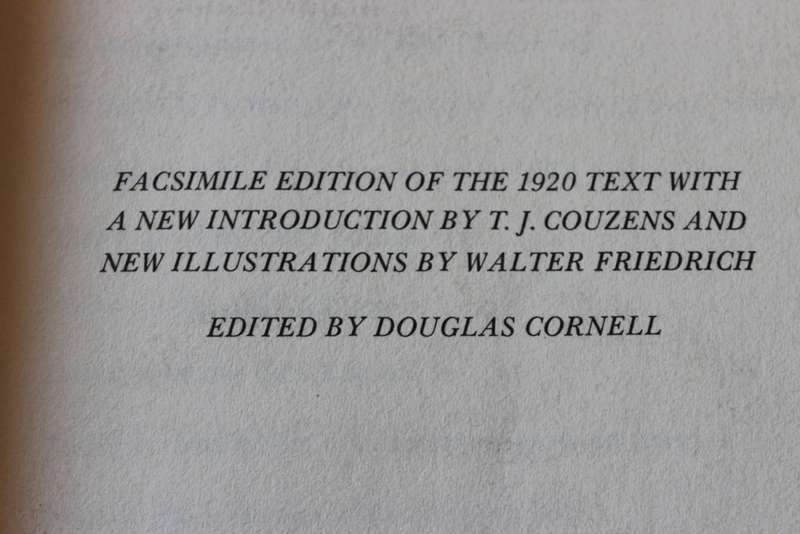 FACSIMILE EDITION OF THE 1920 TEXT WITH
A NEW INTRODUCTION BY T. J. COUZENS AND
NEW ILLUSTRATIONS BY WALTER FRIEDRICH
EDITED BY DOUGLAS CORNELL